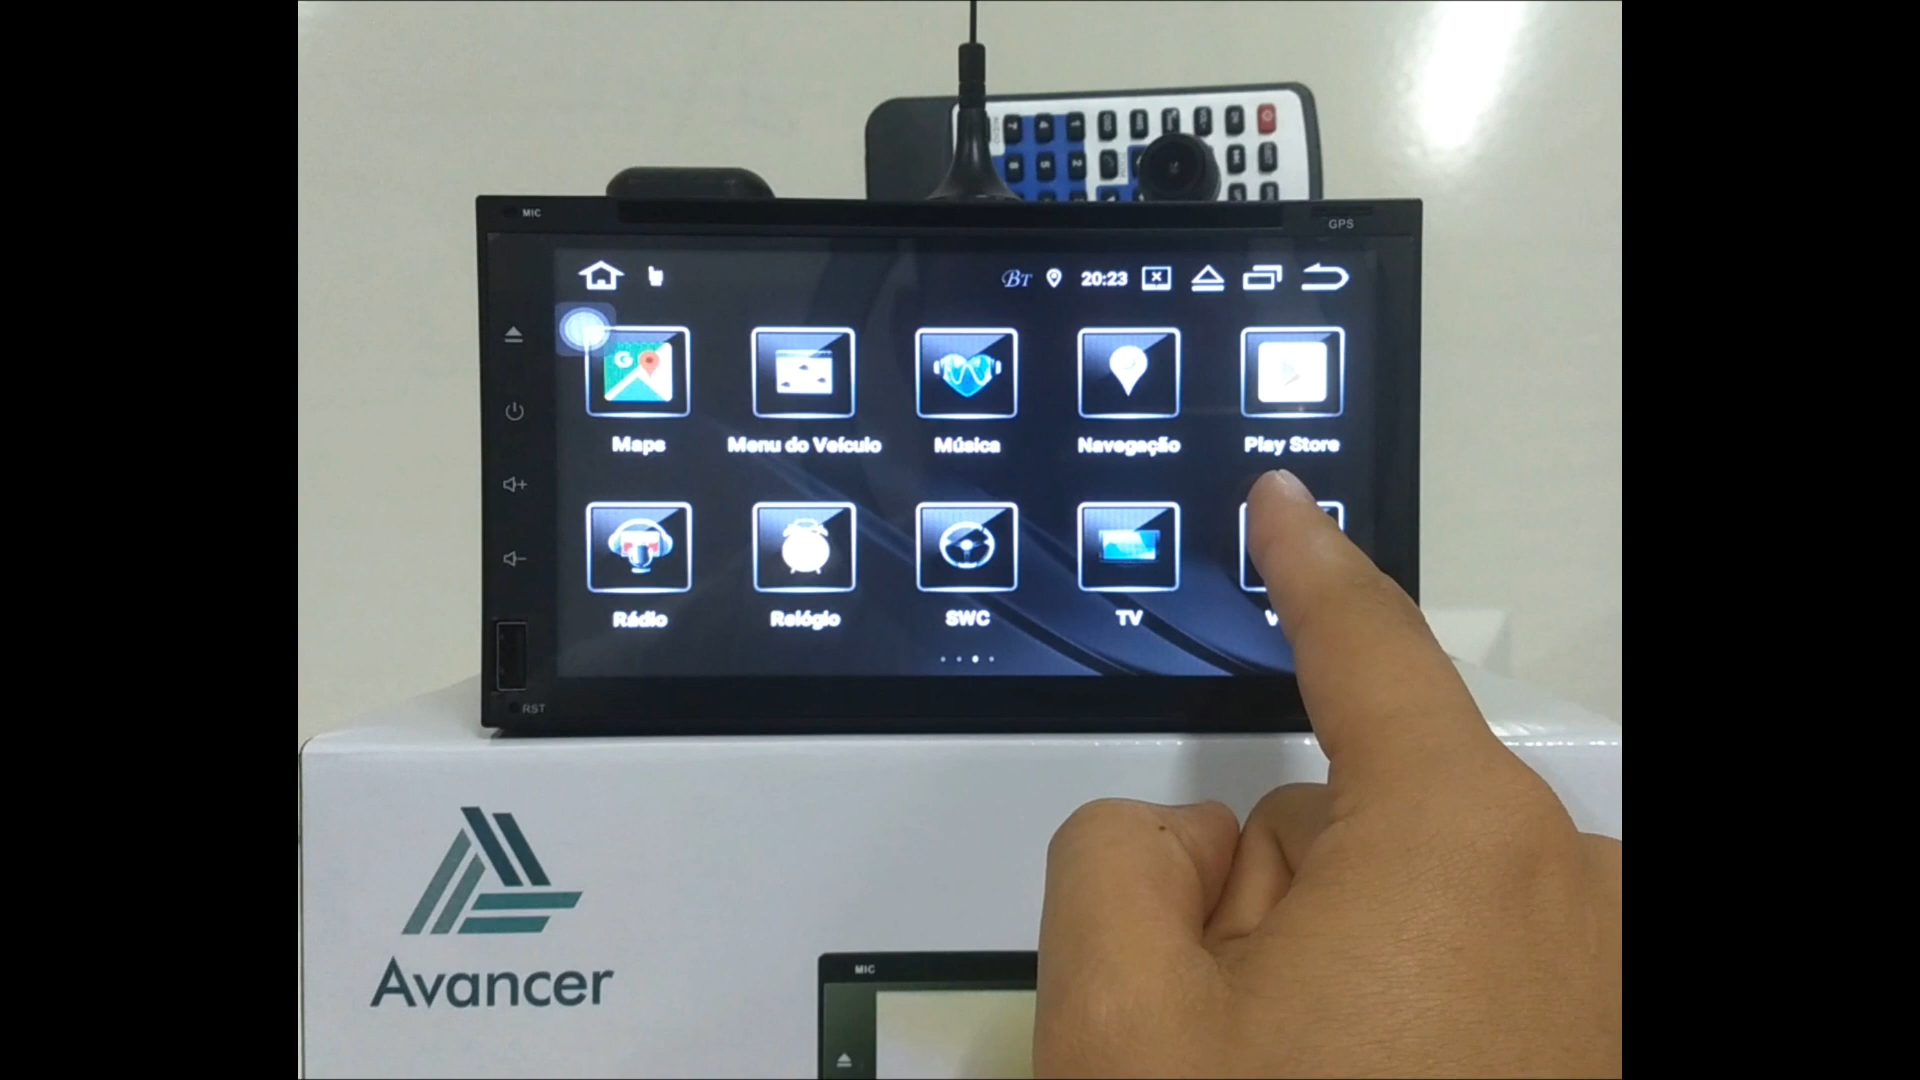 MIC
GPS
BT 20:23
Maps
Menu do Veículo
Música
Navegação
Play Store
Rádio
Relógio
SWC
TV
RST
Avancer
MIC